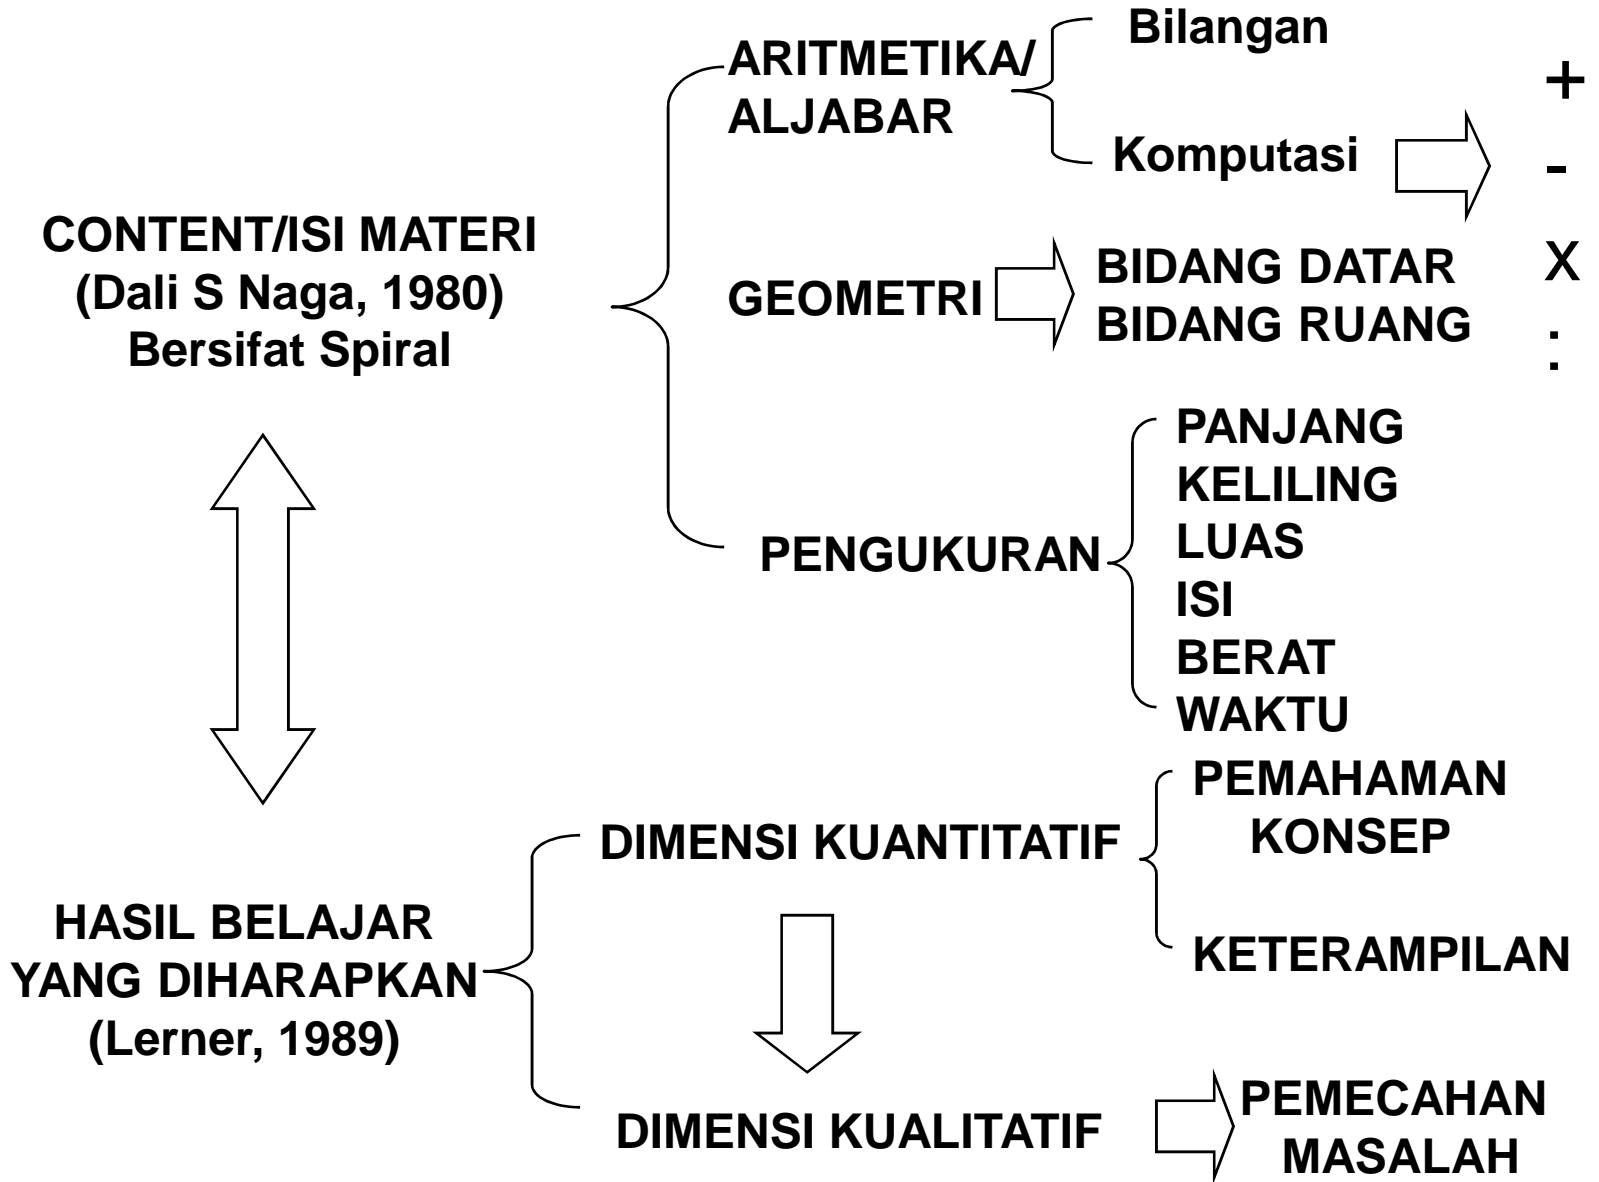 CONTENT/ISI MATERI
(Dali S Naga, 1980)
Bersifat Spiral
ARITMETIKA/
ALJABAR
Bilangan
Komputasi
+
-
x
:
GEOMETRI
BIDANG DATAR
BIDANG RUANG
PENGUKURAN
PANJANG
KELILING
LUAS
ISI
BERAT
WAKTU
HASIL BELAJAR
YANG DIHARAPKAN
(Lerner, 1989)
DIMENSI KUANTITATIF
PEMAHAMAN
KONSEP
KETERAMPILAN
DIMENSI KUALITATIF
PEMECAHAN
MASALAH